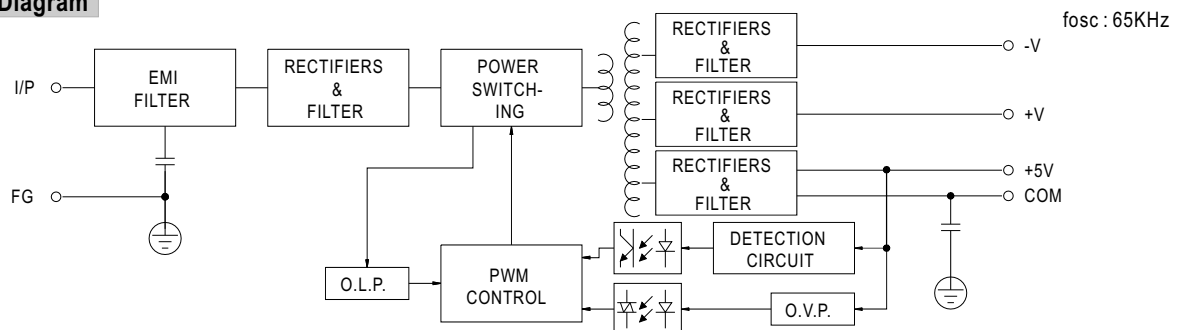 Diagram
fosc : 65KHz
I/P
EMI
FILTER
RECTIFIERS
&
FILTER
POWER
SWITCH-
ING
RECTIFIERS
&
FILTER
-V
RECTIFIERS
&
FILTER
+V
RECTIFIERS
&
FILTER
+5V
COM
FG
O.L.P.
PWM
CONTROL
DETECTION
CIRCUIT
O.V.P.